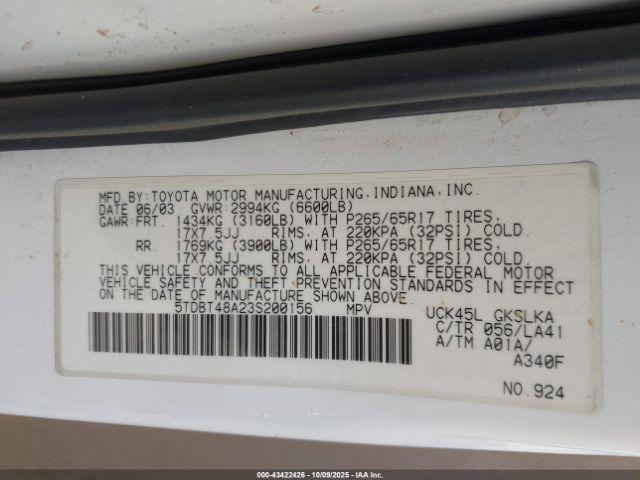 MFD.BY:TOYOTA MOTOR MANUFACTURING.INDIANA.INC.
DATE 06/03 GVWR:2994KG (6600LB)
GAWR:FRT. 1434KG (3160LB) WITH P265/65R17 TIRES.
17X7.5JJ RIMS. AT 220KPA (32PSI) COLD.
RR. 1769KG (3900LB) WITH P265/65R17 TIRES.
17X7.5JJ RIMS. AT 220KPA (32PSI) COLD.
THIS VEHICLE CONFORMS TO ALL APPLICABLE FEDERAL MOTOR
VEHICLE SAFETY AND THEFT PREVENTION STANDARDS IN EFFECT
ON THE DATE OF MANUFACTURE SHOWN ABOVE.
5TDBT48A23S200156 MPV UCK45L GKSLKA
C/TR 056/LA41
A/TM A01A/
A340F
NO.924
000-43422426 - 10/09/2025 - IAA Inc.